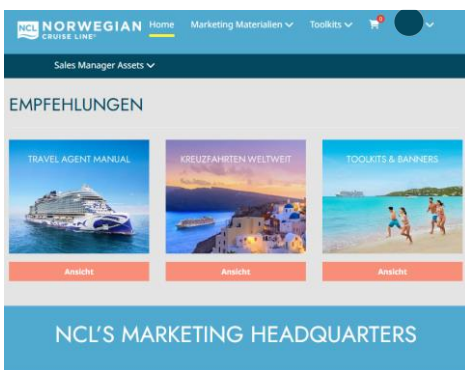 NCL NORWEGIAN CRUISE LINE®
Home
Marketing Materialien
Toolkits
0
Sales Manager Assets
EMPFEHLUNGEN
TRAVEL AGENT MANUAL
KREUZFAHRTEN WELTWEIT
TOOLKITS & BANNERS
Ansicht
Ansicht
Ansicht
NCL'S MARKETING HEADQUARTERS